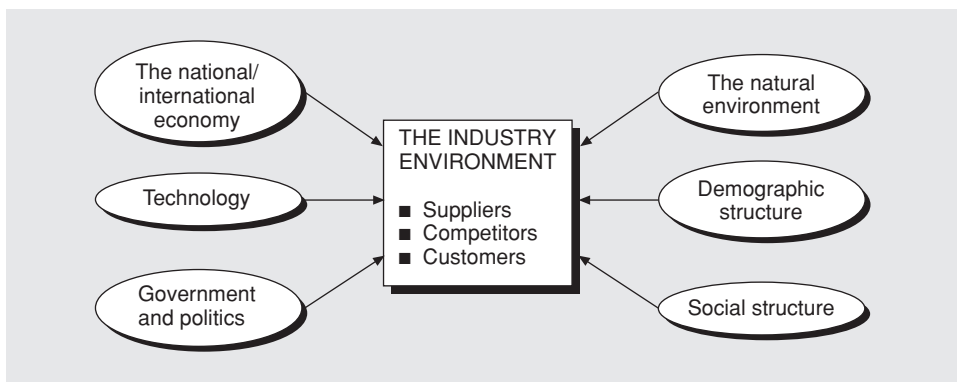 The national/
international
economy
Technology
Government
and politics
THE INDUSTRY
ENVIRONMENT
■ Suppliers
■ Competitors
■ Customers
The natural
environment
Demographic
structure
Social structure